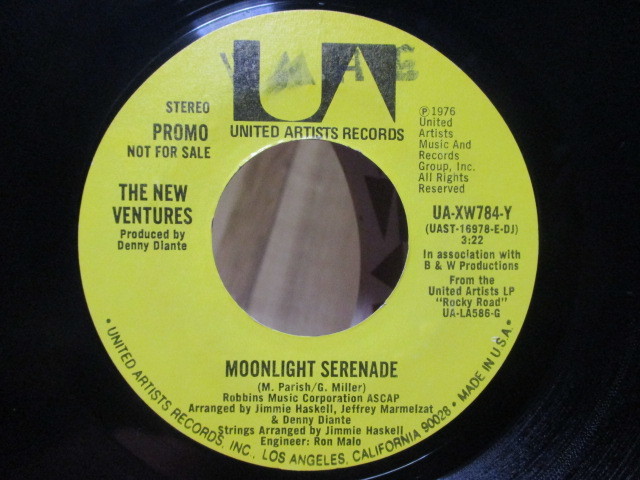 UA
UNITED ARTISTS RECORDS
STEREO
PROMO
NOT FOR SALE
THE NEW
VENTURES
Produced by
Denny Diante
℗ 1976
United
Artists
Music And
Records
Group, Inc.
All Rights
Reserved
UA-XW784-Y
(UAST-16978-E-DJ)
3:22
In association with
B & W Productions
From the
United Artists LP
"Rocky Road"
UA-LA586-G
MOONLIGHT SERENADE
(M. Parish/G. Miller)
Robbins Music Corporation ASCAP
Arranged by Jimmie Haskell, Jeffrey Marmelzat
& Denny Diante
Strings Arranged by Jimmie Haskell
Engineer: Ron Malo
• UNITED ARTISTS RECORDS, INC. LOS ANGELES, CALIFORNIA 90028 • MADE IN U.S.A. •